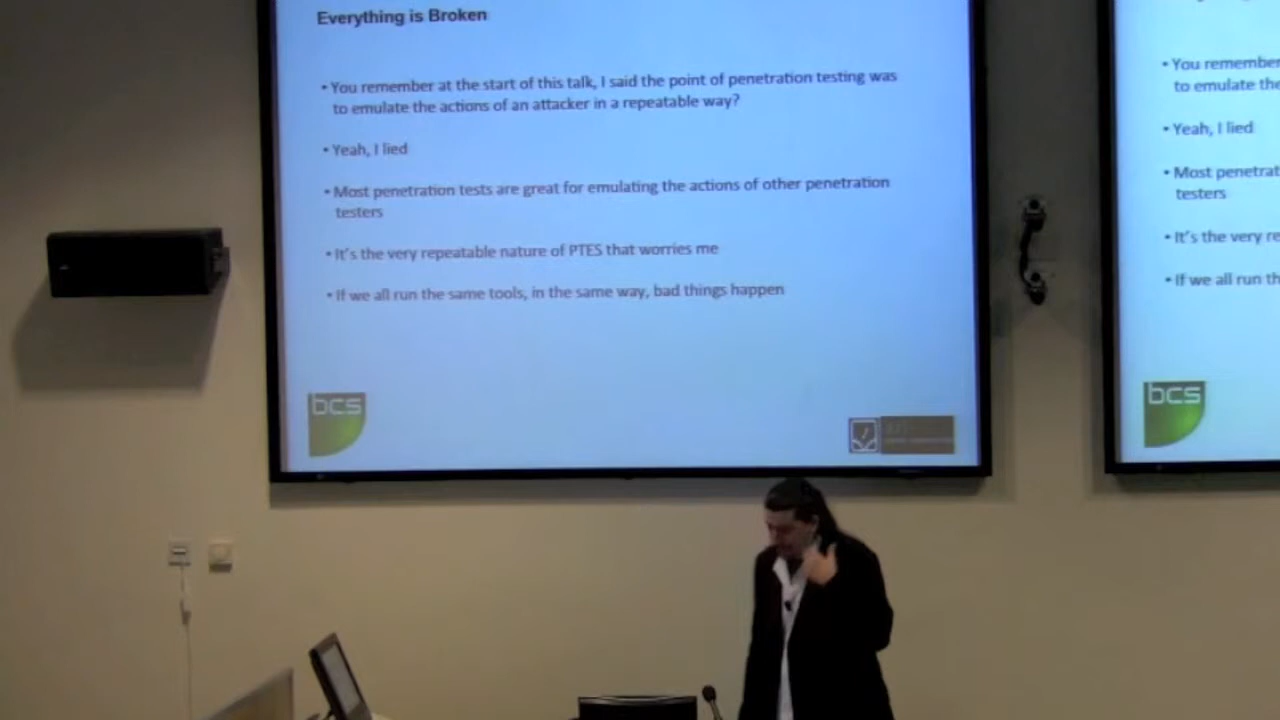 Everything is Broken
• You remember at the start of this talk, I said the point of penetration testing was
to emulate the actions of an attacker in a repeatable way?
• Yeah, I lied
• Most penetration tests are great for emulating the actions of other penetration
testers
• It's the very repeatable nature of PTES that worries me
• If we all run the same tools, in the same way, bad things happen
bcs
• You remember
to emulate the
• Yeah, I lied
• Most penetrat
testers
• It's the very re
• If we all run th
bcs